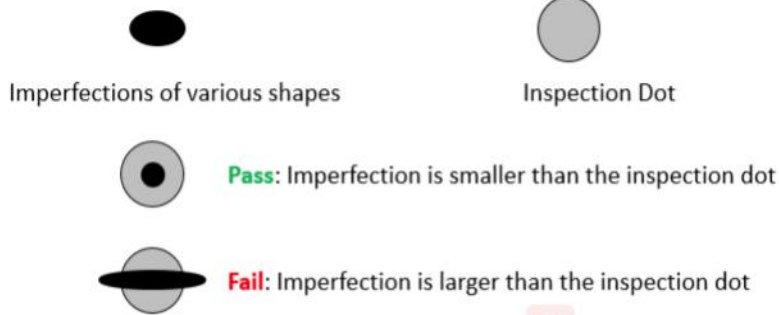 Imperfections of various shapes
Inspection Dot
Pass: Imperfection is smaller than the inspection dot
Fail: Imperfection is larger than the inspection dot